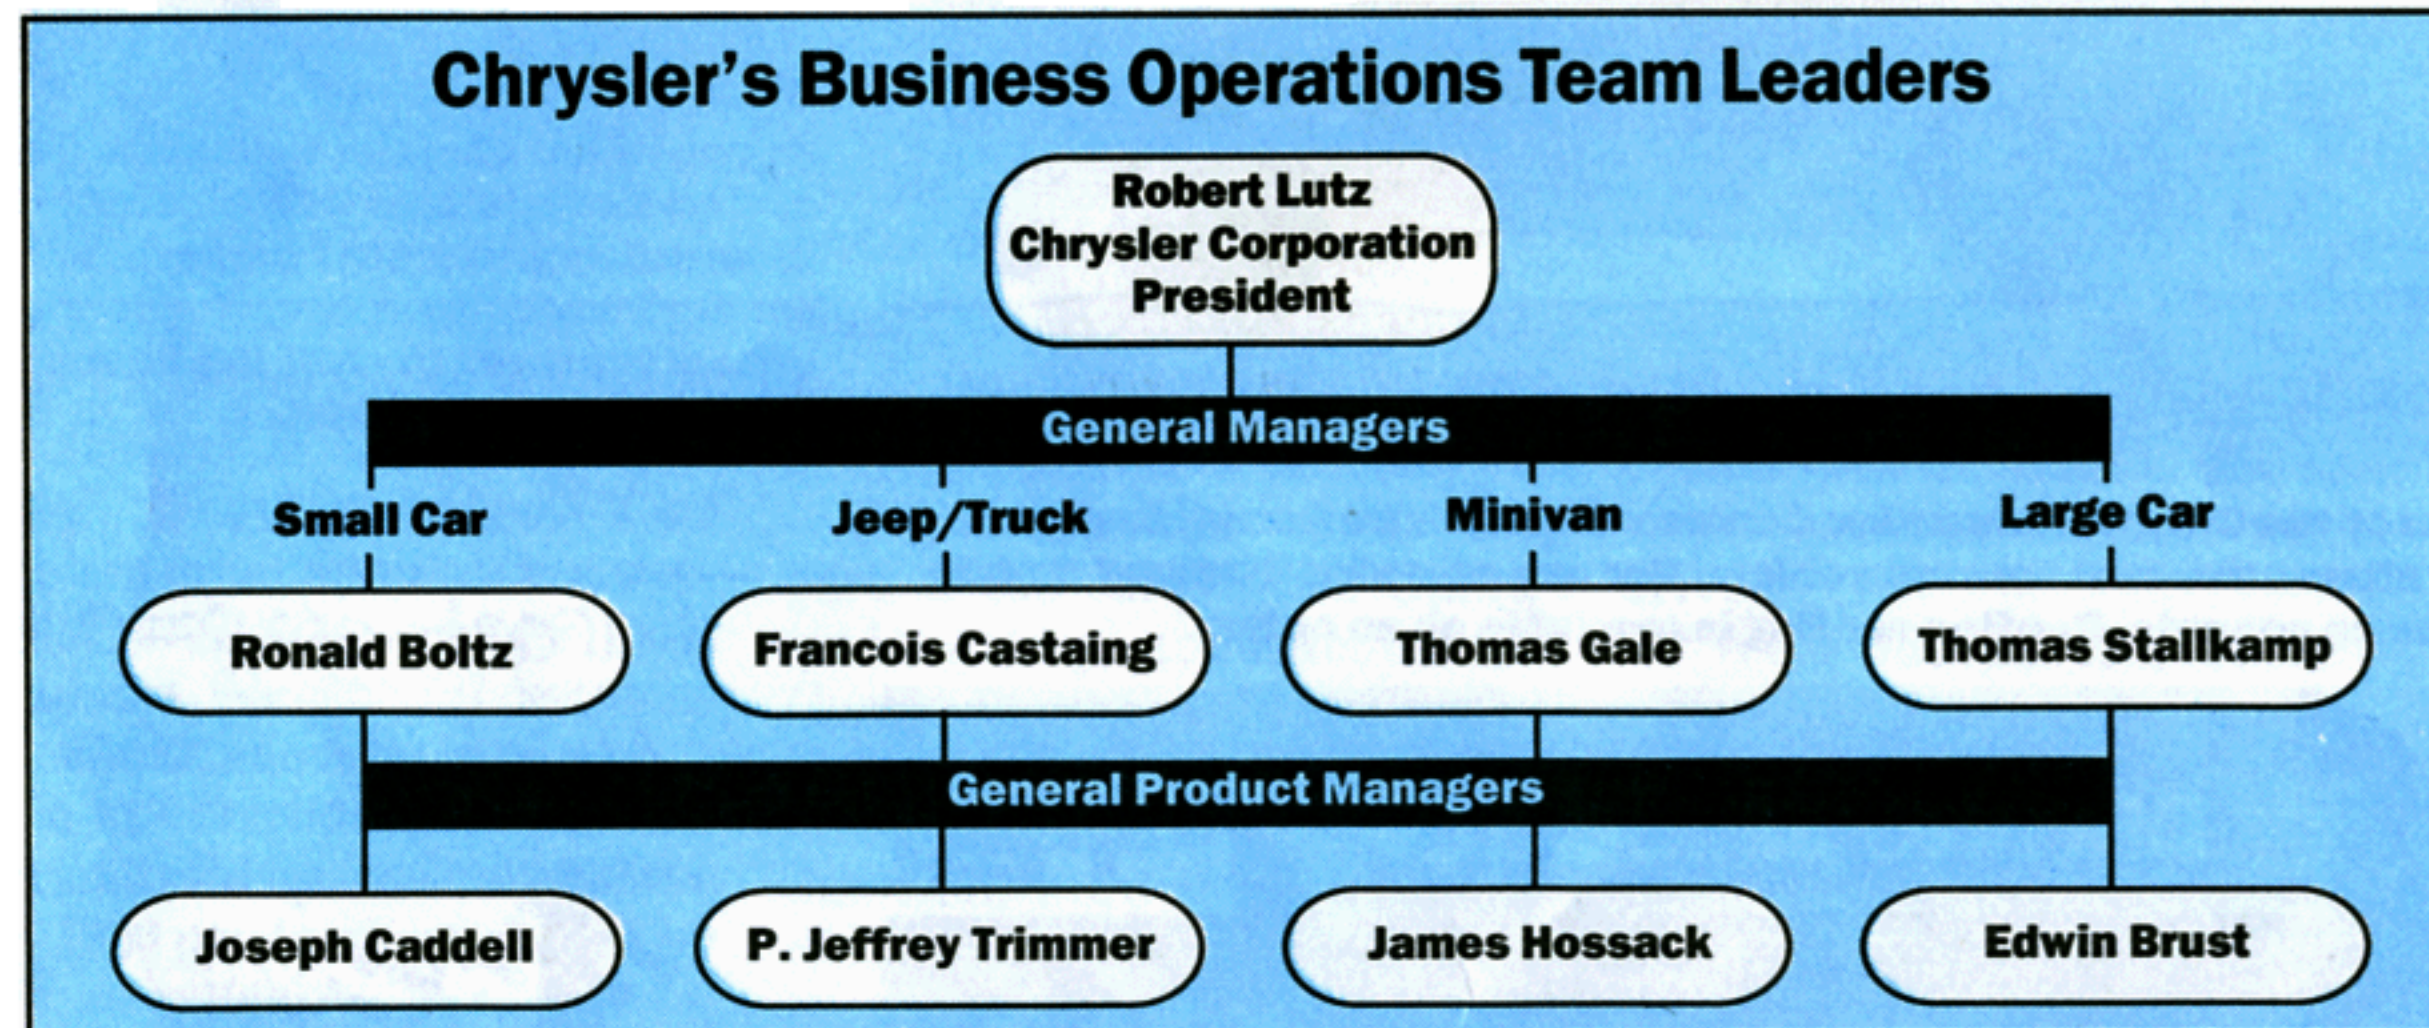 Chrysler's Business Operations Team Leaders
Robert Lutz
Chrysler Corporation
President
General Managers
Small Car
Jeep/Truck
Minivan
Large Car
Ronald Boltz
Francois Castaing
Thomas Gale
Thomas Stallkamp
General Product Managers
Joseph Caddell
P. Jeffrey Trimmer
James Hossack
Edwin Brust